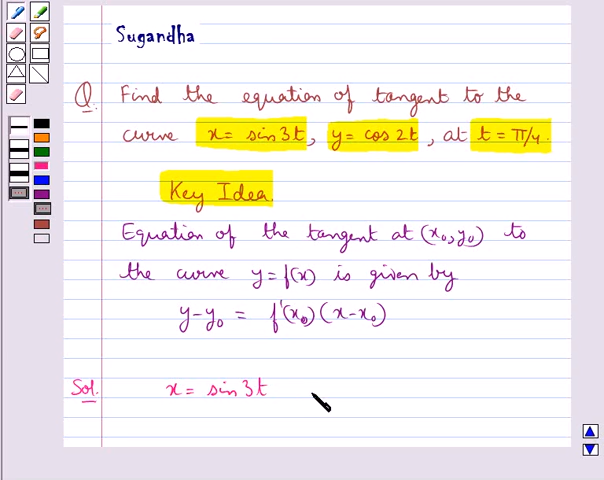 Sugandha
Q. Find the equation of tangent to the
curve x = sin 3t, y = cos 2t, at t = π/4.
Key Idea
Equation of the tangent at (x₀, y₀) to
the curve y = f(x) is given by
y - y₀ = f'(x₀) (x - x₀)
Sol. x = sin 3t